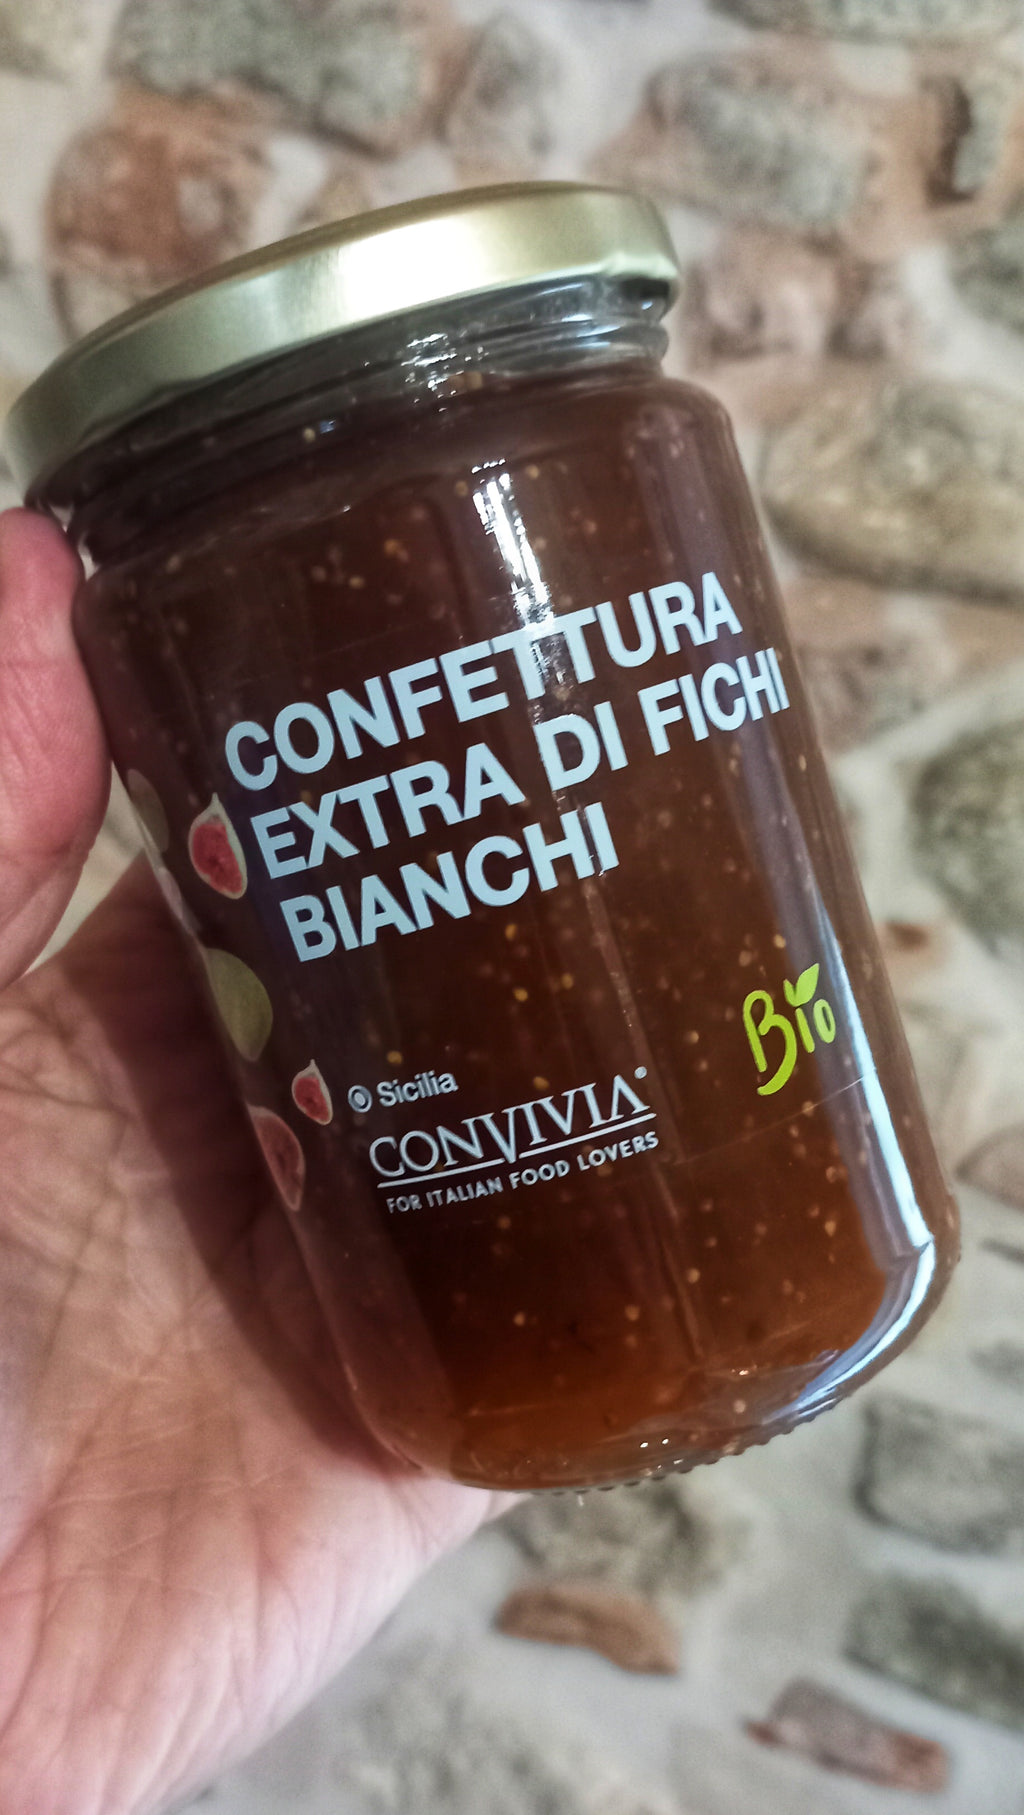 CONFETTURA
EXTRA DI FICHI
BIANCHI
Bio
Sicilia
CONVIVIA®
FOR ITALIAN FOOD LOVERS